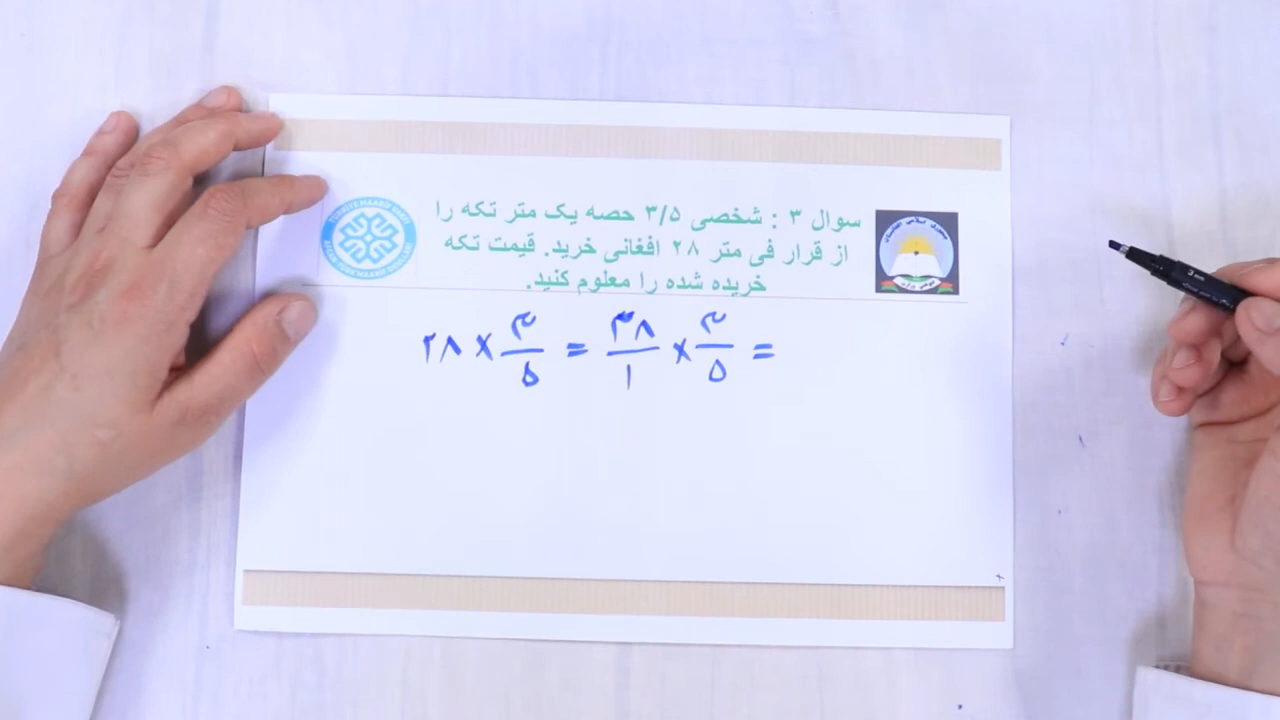 سوال ۳ : شخصی ۳/۵ حصه یک متر تکه را
از قرار فی متر ۲۸ افغانی خرید. قیمت تکه
خریده شده را معلوم کنید.
۲۸ × ۳/۵ = ۳۸/۱ × ۳/۵ =